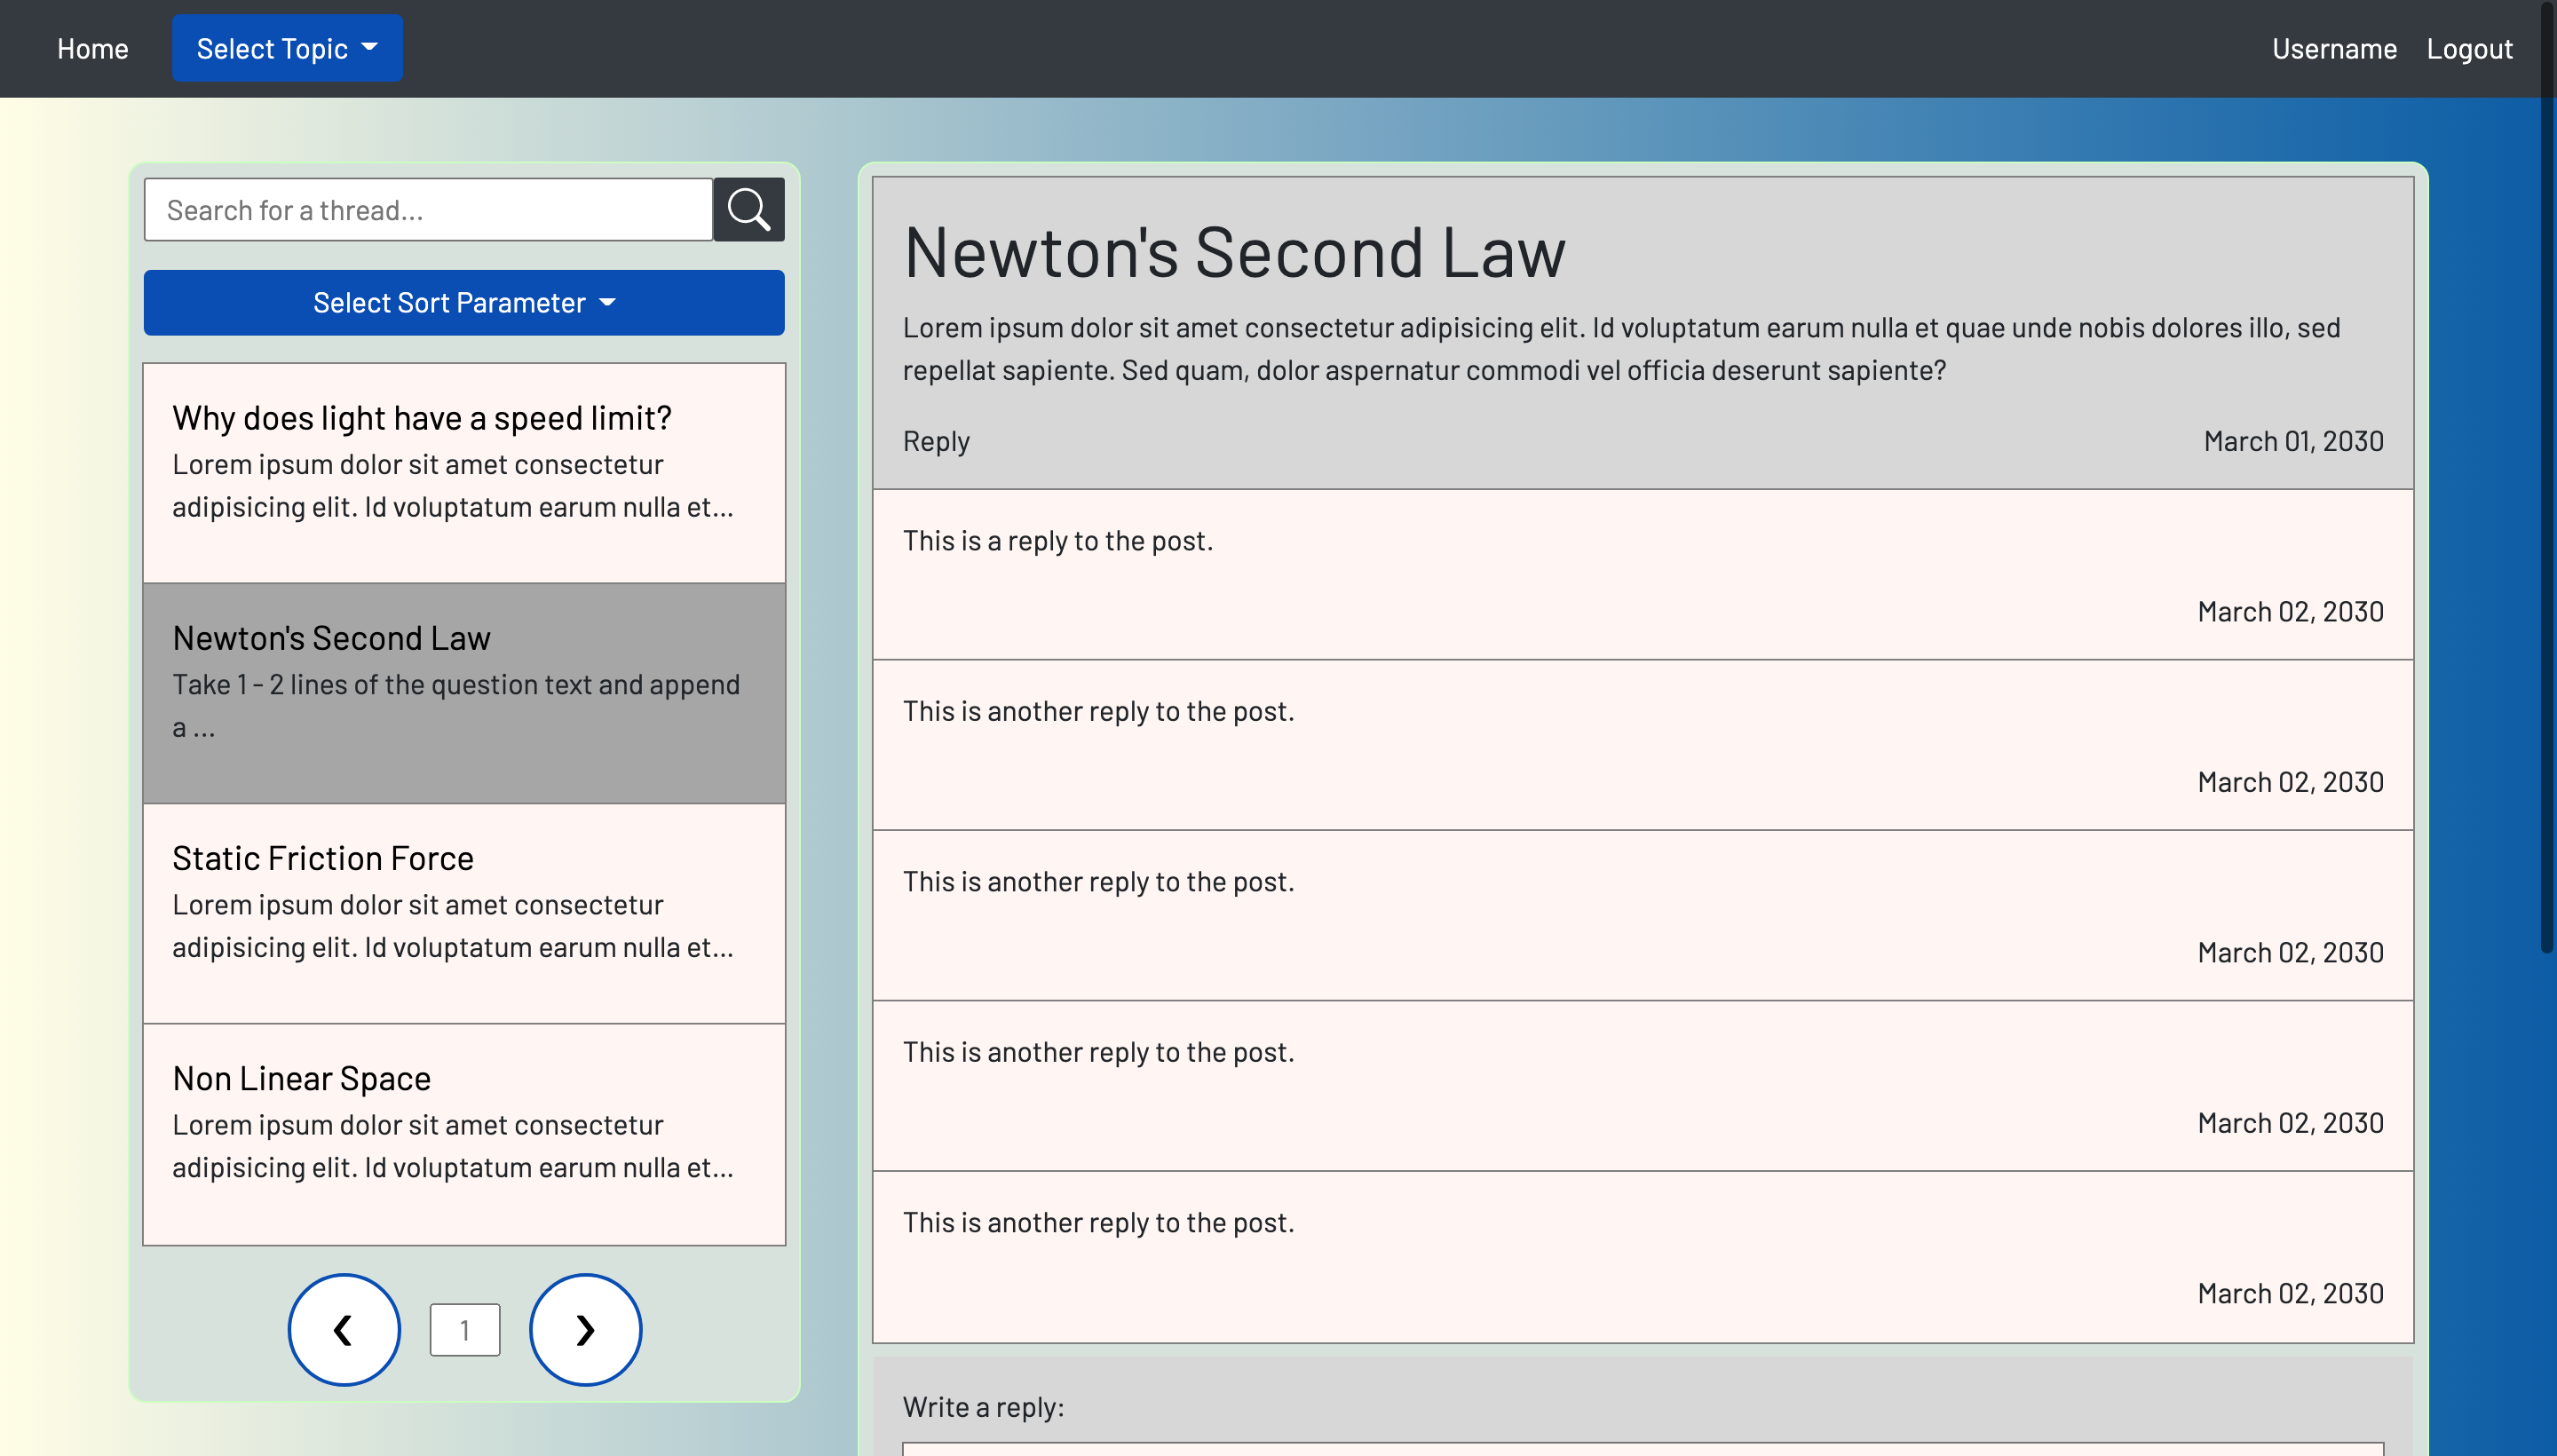 Home
Select Topic
Username
Logout
Search for a thread...
Select Sort Parameter
Why does light have a speed limit?
Lorem ipsum dolor sit amet consectetur
adipisicing elit. Id voluptatum earum nulla et...
Newton's Second Law
Take 1 - 2 lines of the question text and append
a ...
Static Friction Force
Lorem ipsum dolor sit amet consectetur
adipisicing elit. Id voluptatum earum nulla et...
Non Linear Space
Lorem ipsum dolor sit amet consectetur
adipisicing elit. Id voluptatum earum nulla et...
❮
1
❯
Newton's Second Law
Lorem ipsum dolor sit amet consectetur adipisicing elit. Id voluptatum earum nulla et quae unde nobis dolores illo, sed
repellat sapiente. Sed quam, dolor aspernatur commodi vel officia deserunt sapiente?
Reply
March 01, 2030
This is a reply to the post.
March 02, 2030
This is another reply to the post.
March 02, 2030
This is another reply to the post.
March 02, 2030
This is another reply to the post.
March 02, 2030
This is another reply to the post.
March 02, 2030
Write a reply: